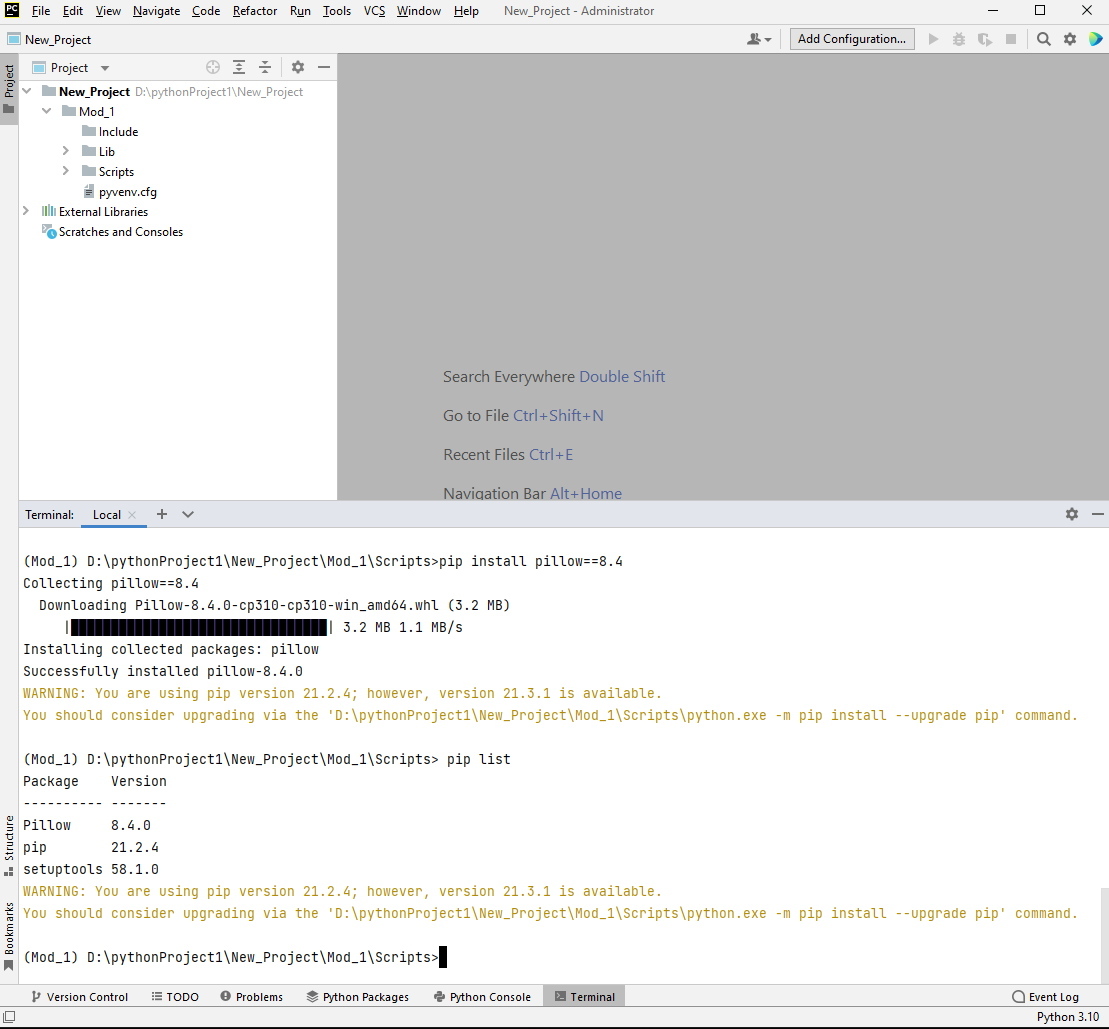 PC File Edit View Navigate Code Refactor Run Tools VCS Window Help New_Project - Administrator
New_Project Add Configuration...
Project
Project
New_Project D:\pythonProject1\New_Project
Mod_1
Include
Lib
Scripts
pyvenv.cfg
External Libraries
Scratches and Consoles
Search Everywhere Double Shift
Go to File Ctrl+Shift+N
Recent Files Ctrl+E
Navigation Bar Alt+Home
Terminal: Local
(Mod_1) D:\pythonProject1\New_Project\Mod_1\Scripts>pip install pillow==8.4
Collecting pillow==8.4
Downloading Pillow-8.4.0-cp310-cp310-win_amd64.whl (3.2 MB)
|████████████████████████████████| 3.2 MB 1.1 MB/s
Installing collected packages: pillow
Successfully installed pillow-8.4.0
WARNING: You are using pip version 21.2.4; however, version 21.3.1 is available.
You should consider upgrading via the 'D:\pythonProject1\New_Project\Mod_1\Scripts\python.exe -m pip install --upgrade pip' command.
(Mod_1) D:\pythonProject1\New_Project\Mod_1\Scripts> pip list
Package Version
---------- -------
Pillow 8.4.0
pip 21.2.4
setuptools 58.1.0
WARNING: You are using pip version 21.2.4; however, version 21.3.1 is available.
You should consider upgrading via the 'D:\pythonProject1\New_Project\Mod_1\Scripts\python.exe -m pip install --upgrade pip' command.
(Mod_1) D:\pythonProject1\New_Project\Mod_1\Scripts>
Structure
Bookmarks
Version Control TODO Problems Python Packages Python Console Terminal Event Log
Python 3.10